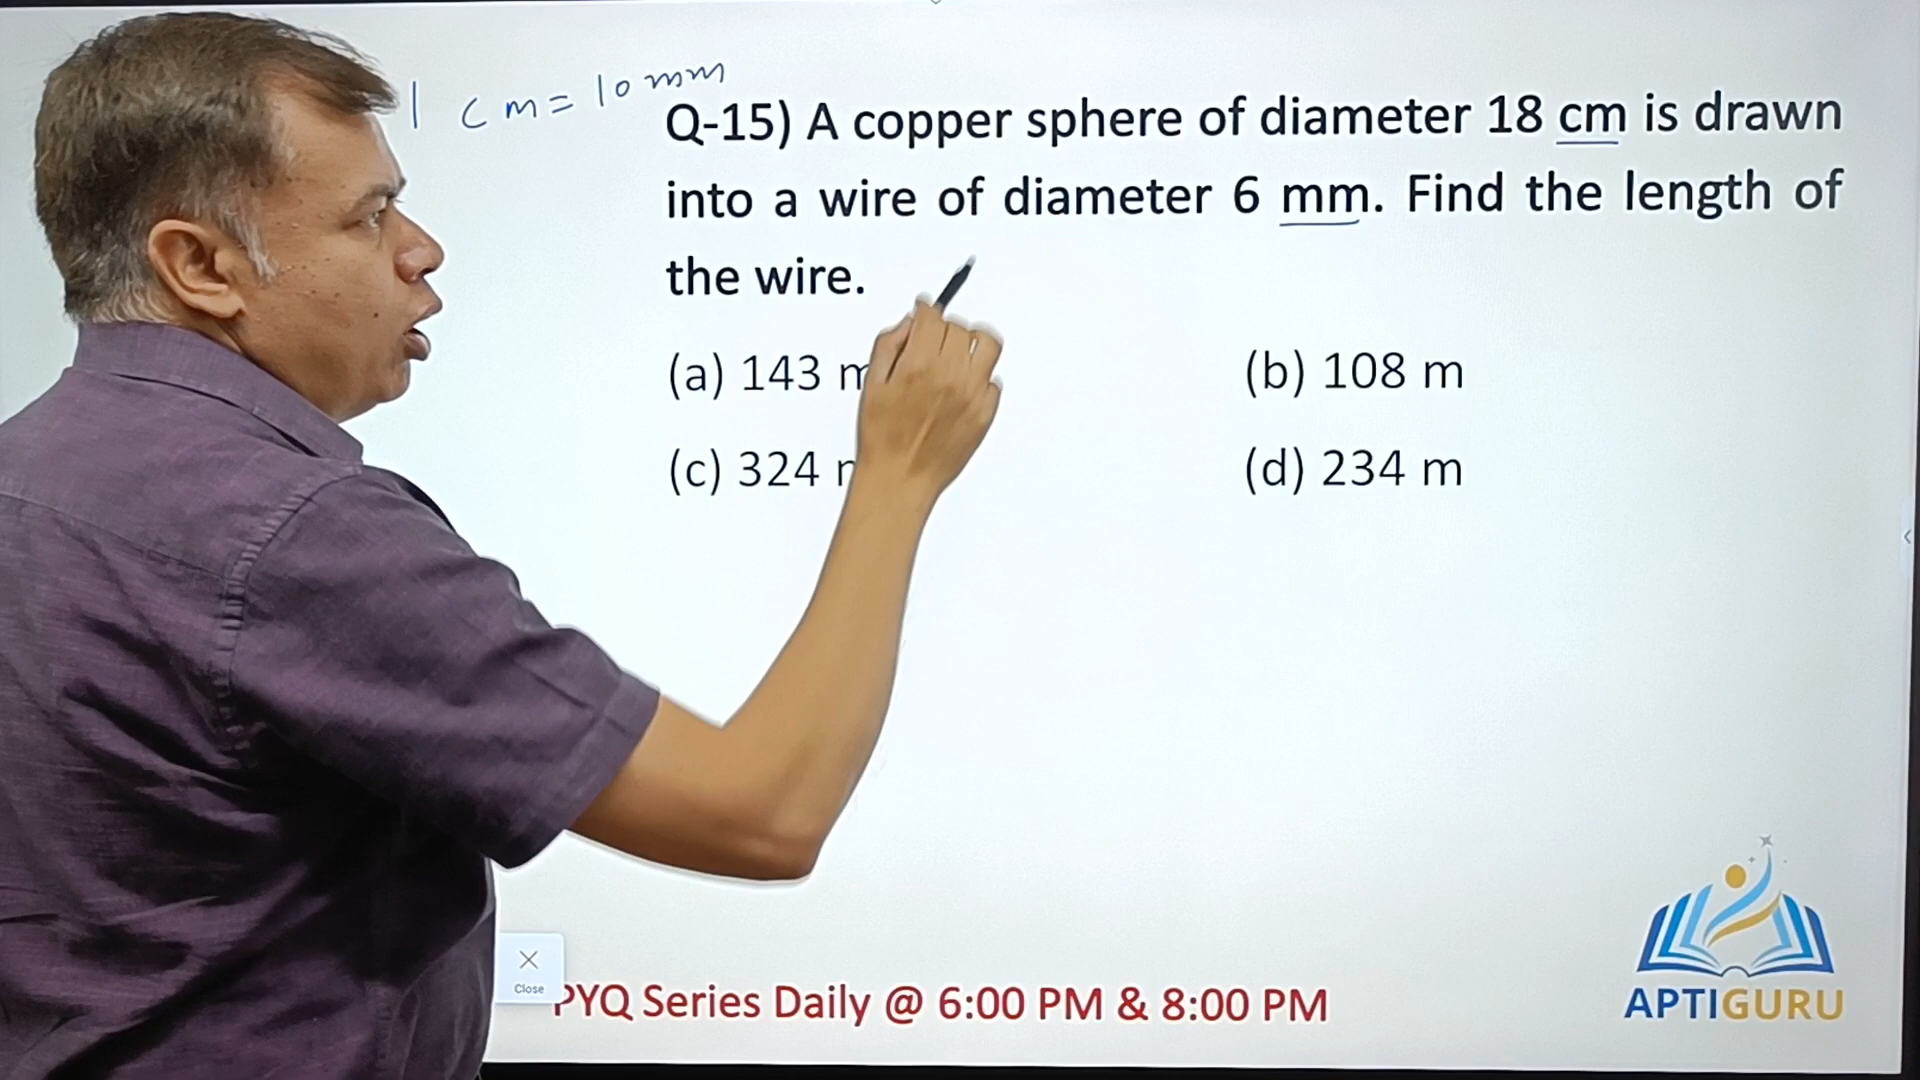 1 cm = 10 mm
Q-15) A copper sphere of diameter 18 cm is drawn
into a wire of diameter 6 mm. Find the length of
the wire.
(a) 143
(b) 108 m
(c) 324
(d) 234 m
Close
PYQ Series Daily @ 6:00 PM & 8:00 PM
APTIGURU